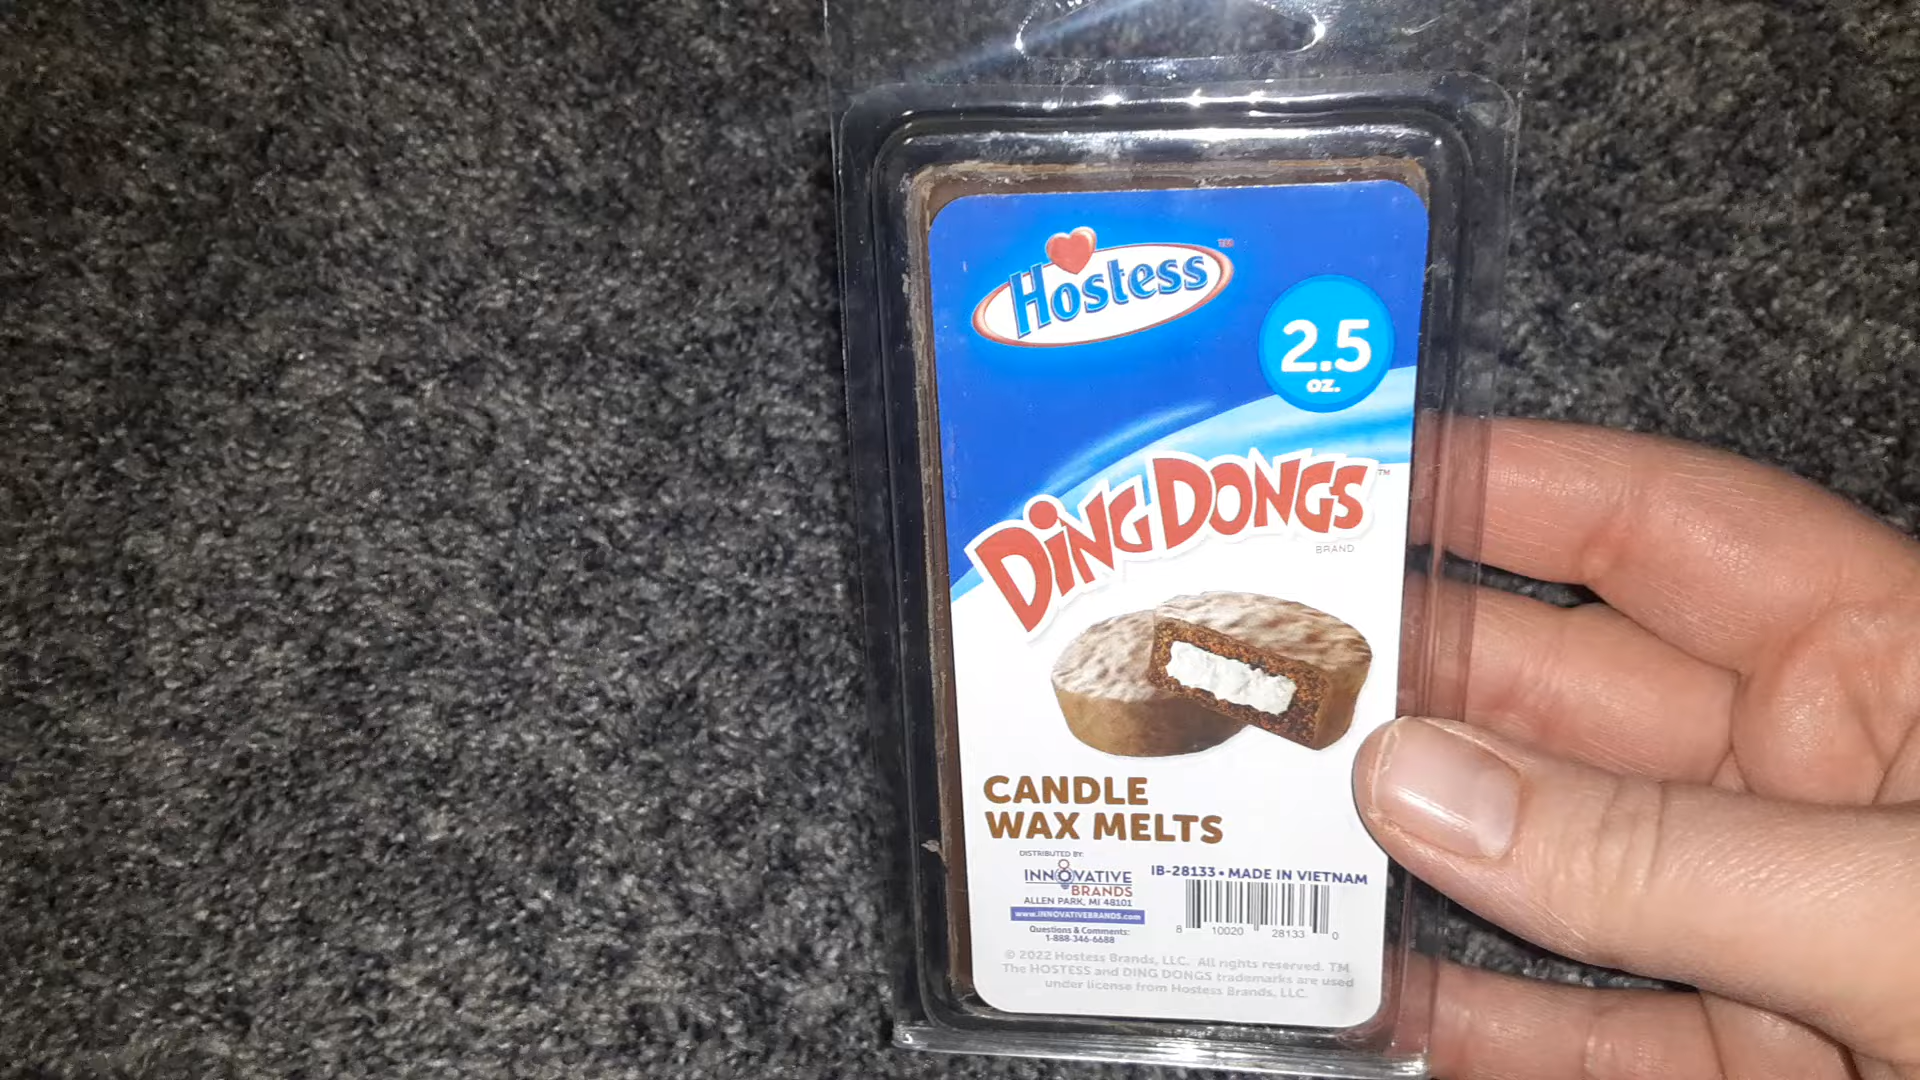 Hostess™
2.5
oz.
DING DONGS™
BRAND
CANDLE
WAX MELTS
DISTRIBUTED BY:
INNOVATIVE
BRANDS
ALLEN PARK, MI 48101
www.INNOVATIVEBRANDS.com
Questions & Comments:
1-888-346-6688
IB-28133 • MADE IN VIETNAM
8 10020 28133 0
© 2022 Hostess Brands, LLC. All rights reserved. TM
The HOSTESS and DING DONGS trademarks are used
under license from Hostess Brands, LLC.